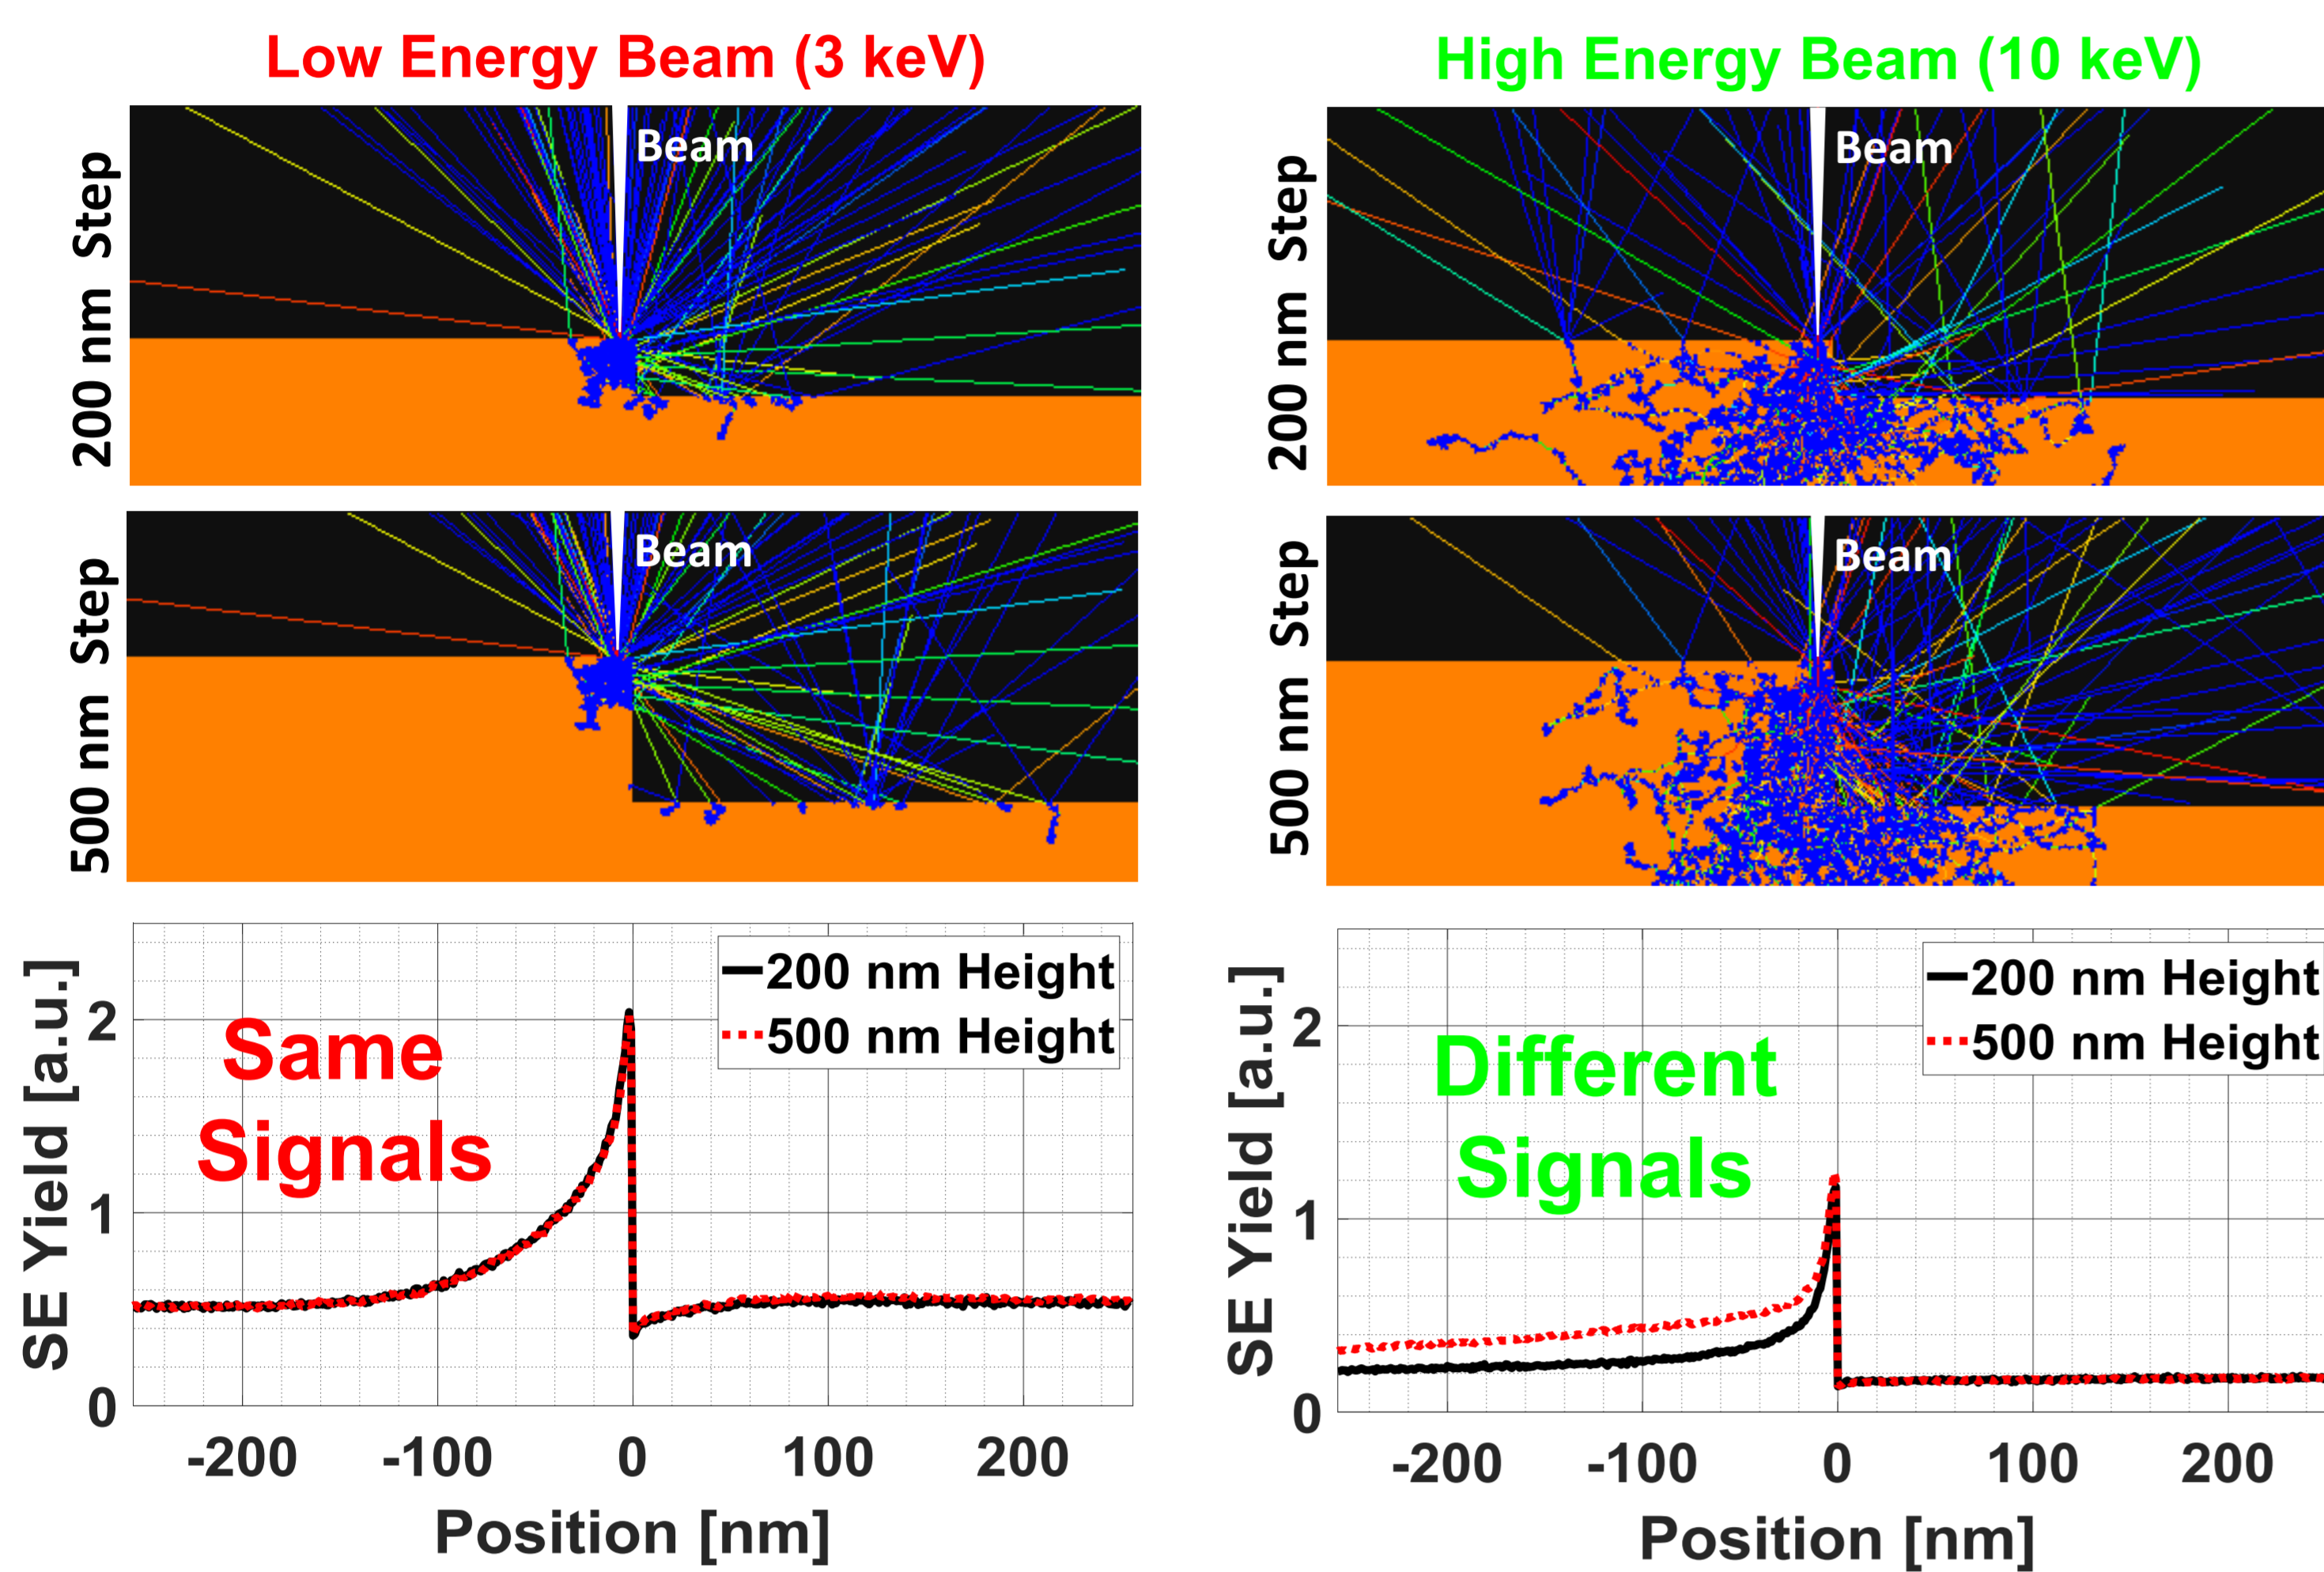 Low Energy Beam (3 keV)
High Energy Beam (10 keV)
200 nm Step
Beam
200 nm Step
Beam
500 nm Step
Beam
500 nm Step
Beam
SE Yield [a.u.]
2
1
0
Same
Signals
200 nm Height
500 nm Height
-200 -100 0 100 200
Position [nm]
SE Yield [a.u.]
2
1
0
Different
Signals
200 nm Height
500 nm Height
-200 -100 0 100 200
Position [nm]